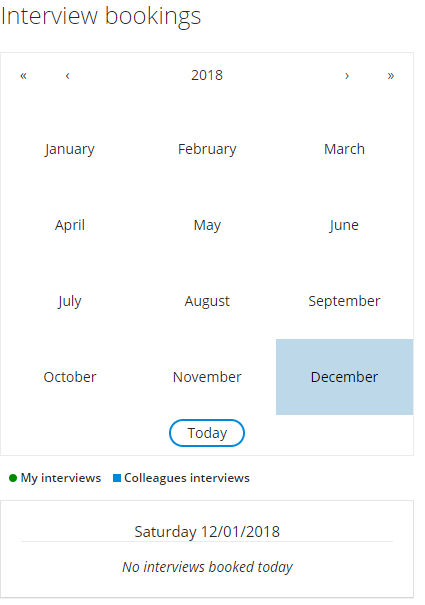 Interview bookings
« ‹ 2018 › »
January February March
April May June
July August September
October November December
Today
My interviews Colleagues interviews
Saturday 12/01/2018
No interviews booked today